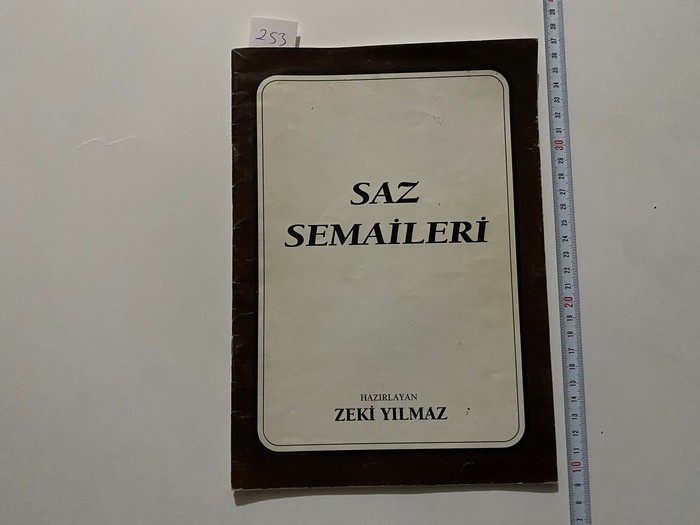 253
SAZ
SEMAİLERİ
HAZIRLAYAN
ZEKİ YILMAZ